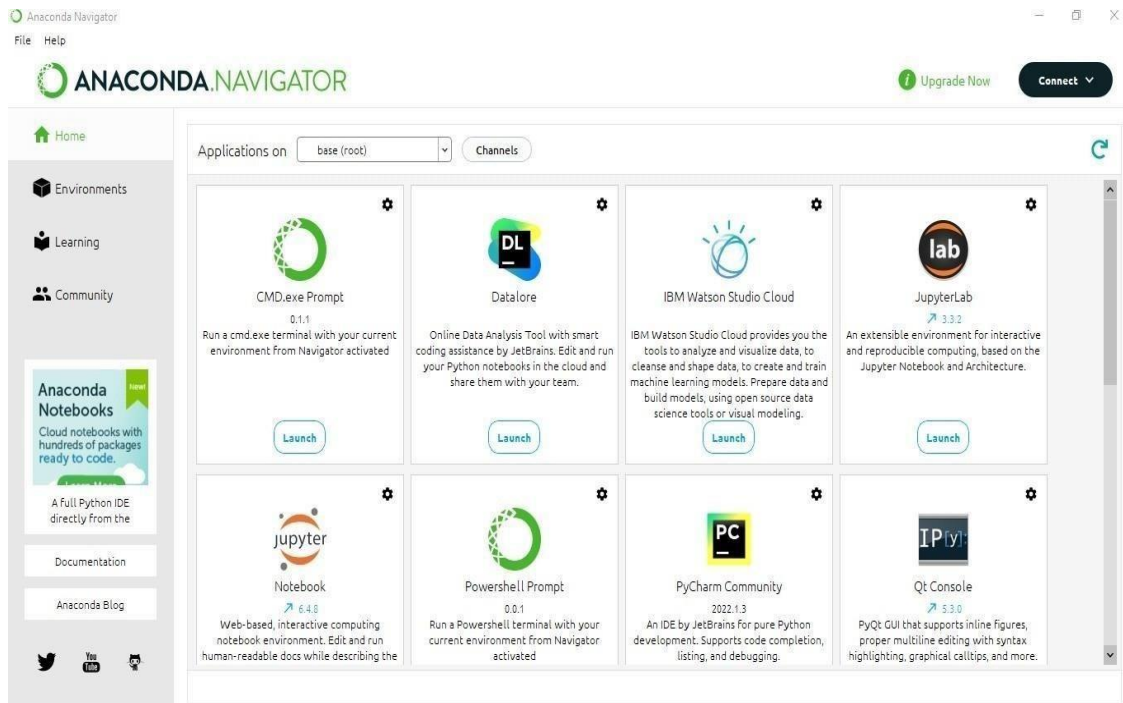 Anaconda Navigator
File Help
ANACONDA.NAVIGATOR
Upgrade Now
Connect
Home
Environments
Learning
Community
Anaconda
Notebooks
New!
Cloud notebooks with
hundreds of packages
ready to code.
Learn More
A full Python IDE
directly from the
Documentation
Anaconda Blog
You
Tube
Applications on base (root) Channels
CMD.exe Prompt
0.1.1
Run a cmd.exe terminal with your current
environment from Navigator activated
Launch
DL
Datalore
Online Data Analysis Tool with smart
coding assistance by JetBrains. Edit and run
your Python notebooks in the cloud and
share them with your team.
Launch
IBM Watson Studio Cloud
IBM Watson Studio Cloud provides you the
tools to analyze and visualize data, to
cleanse and shape data, to create and train
machine learning models. Prepare data and
build models, using open source data
science tools or visual modeling.
Launch
lab
JupyterLab
3.3.2
An extensible environment for interactive
and reproducible computing, based on the
Jupyter Notebook and Architecture.
Launch
jupyter
Notebook
6.4.8
Web-based, interactive computing
notebook environment. Edit and run
human-readable docs while describing the
Powershell Prompt
0.0.1
Run a Powershell terminal with your
current environment from Navigator
activated
PC
PyCharm Community
2022.1.3
An IDE by JetBrains for pure Python
development. Supports code completion,
listing, and debugging.
IP[y]:
Qt Console
5.3.0
PyQt GUI that supports inline figures,
proper multiline editing with syntax
highlighting, graphical calltips, and more.